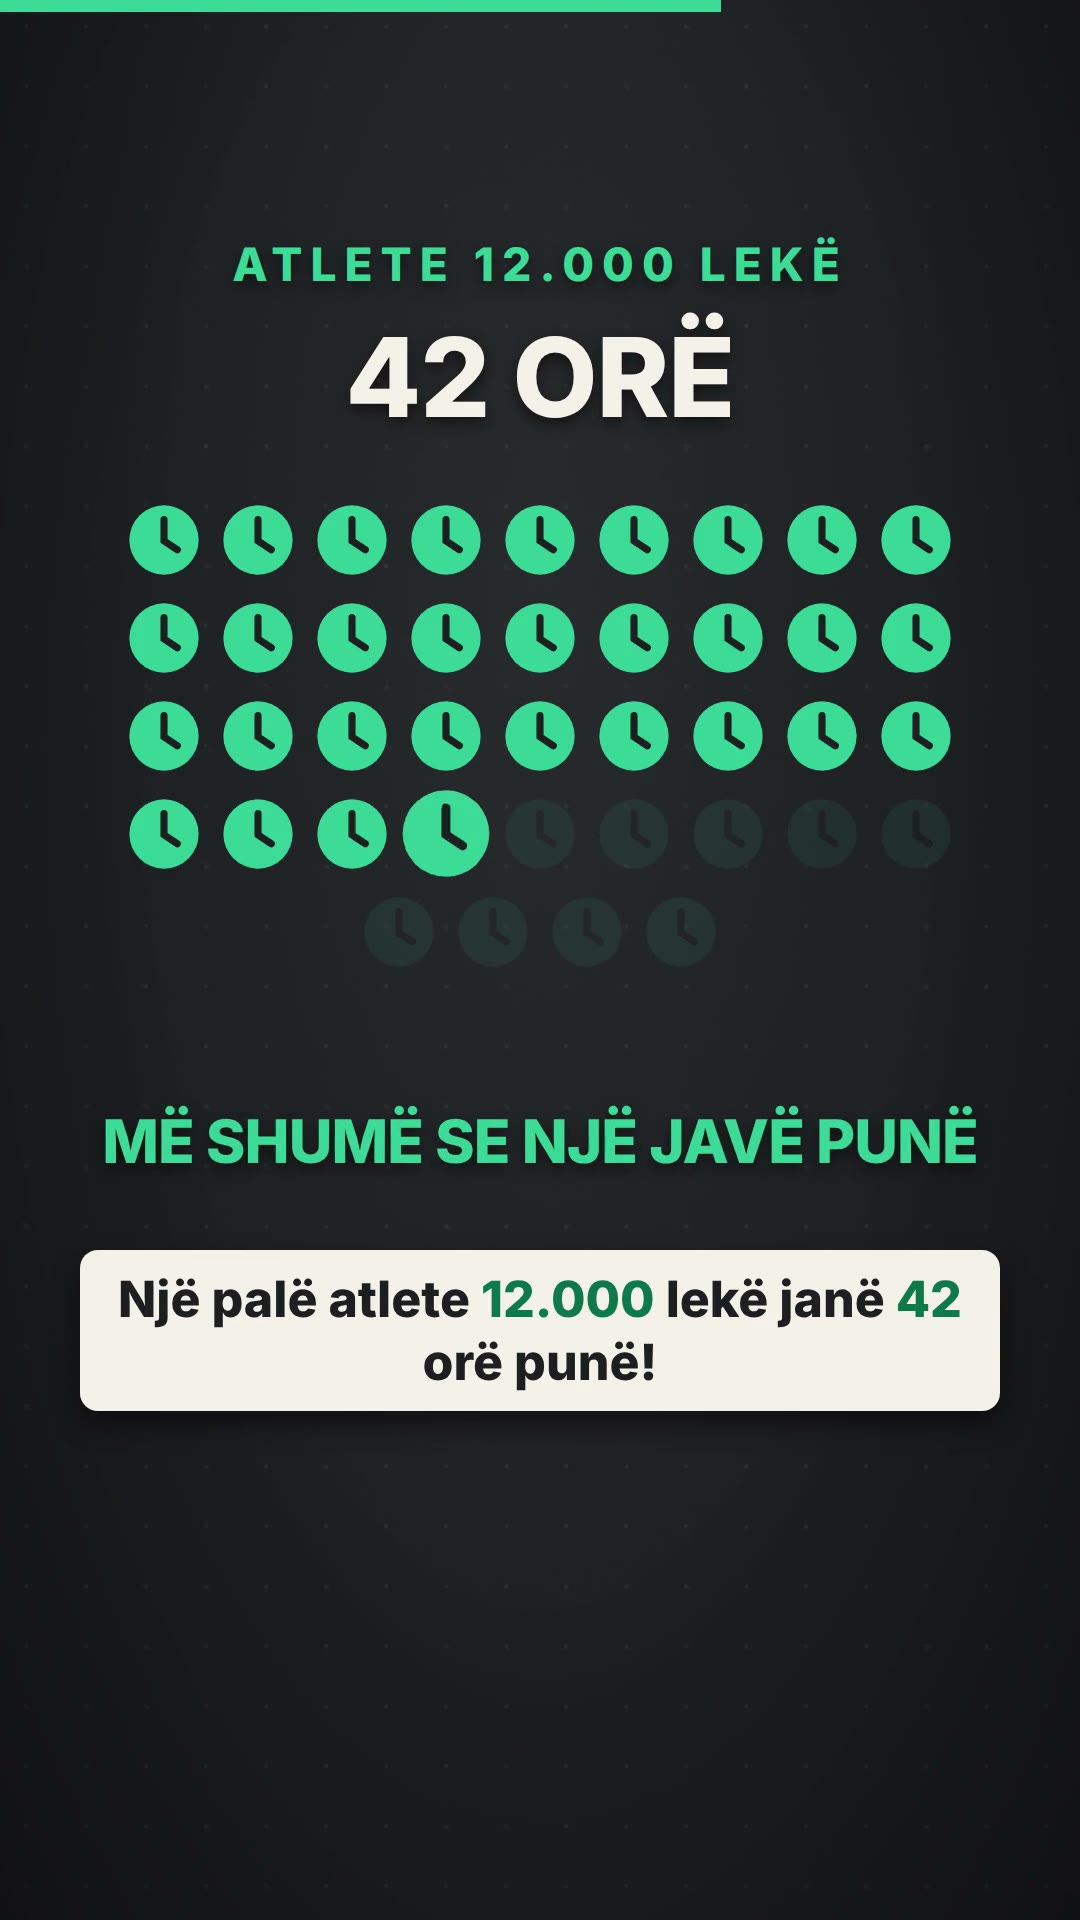 ATLETE 12.000 LEKË
42 ORË
MË SHUMË SE NJË JAVË PUNË
Një palë atlete 12.000 lekë janë 42
orë punë!